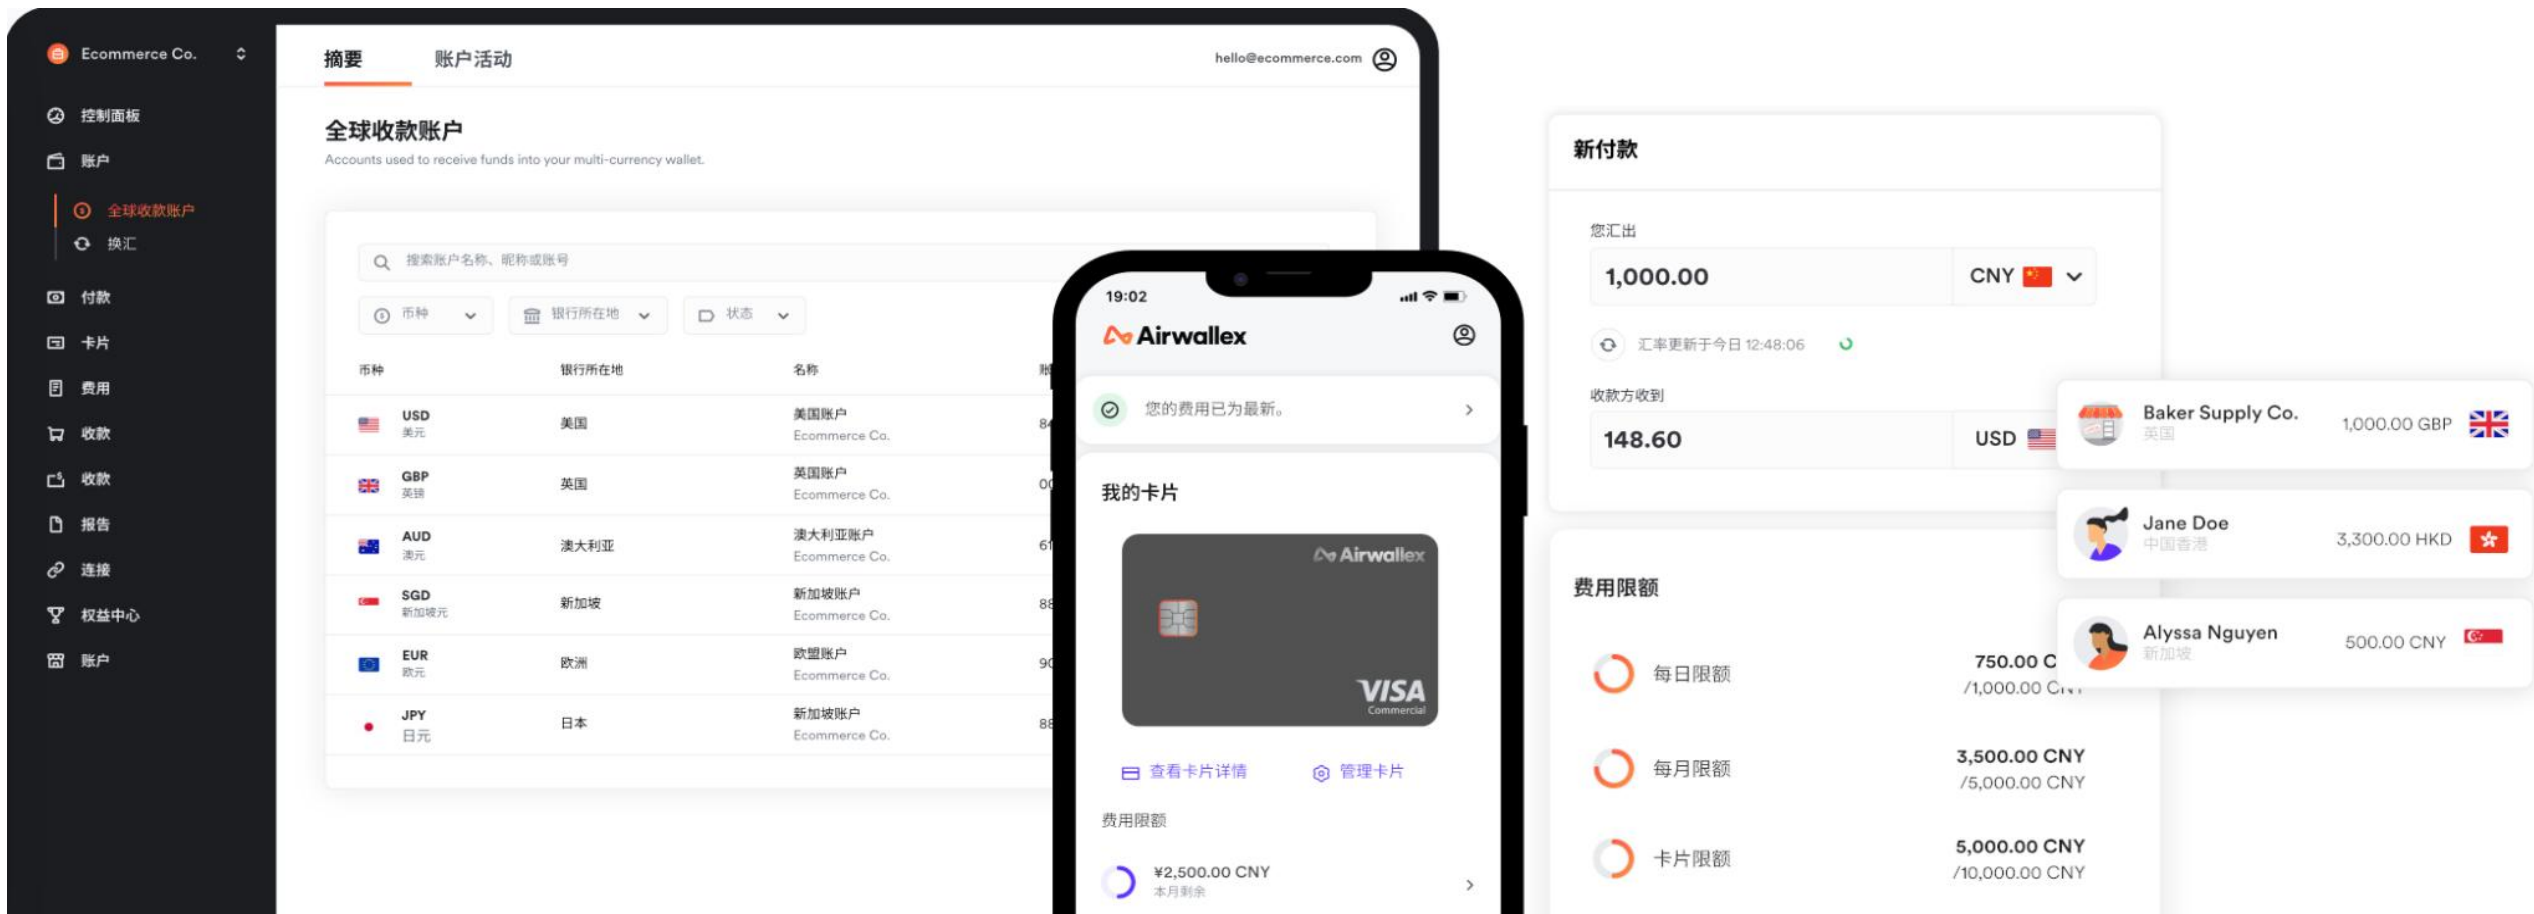 Ecommerce Co.
控制面板
账户
全球收款账户
换汇
付款
卡片
费用
收款
收款
报告
连接
权益中心
账户
摘要 账户活动 hello@ecommerce.com
全球收款账户
Accounts used to receive funds into your multi-currency wallet.
搜索账户名称、昵称或账号
币种 银行所在地 状态
币种 银行所在地 名称
USD 美元 美国 美国账户 Ecommerce Co. 84
GBP 英镑 英国 英国账户 Ecommerce Co. 00
AUD 澳元 澳大利亚 澳大利亚账户 Ecommerce Co. 61
SGD 新加坡元 新加坡 新加坡账户 Ecommerce Co. 88
EUR 欧元 欧洲 欧盟账户 Ecommerce Co. 90
JPY 日元 日本 新加坡账户 Ecommerce Co. 88
19:02
Airwallex
您的费用已为最新。
我的卡片
Airwallex
VISA
Commercial
查看卡片详情 管理卡片
费用限额
¥2,500.00 CNY
本月剩余
新付款
您汇出
1,000.00 CNY
汇率更新于今日 12:48:06
收款方收到
148.60 USD
费用限额
每日限额 750.00 C
/1,000.00 CNY
每月限额 3,500.00 CNY
/5,000.00 CNY
卡片限额 5,000.00 CNY
/10,000.00 CNY
Baker Supply Co. 1,000.00 GBP
英国
Jane Doe 3,300.00 HKD
中国香港
Alyssa Nguyen 500.00 CNY
新加坡